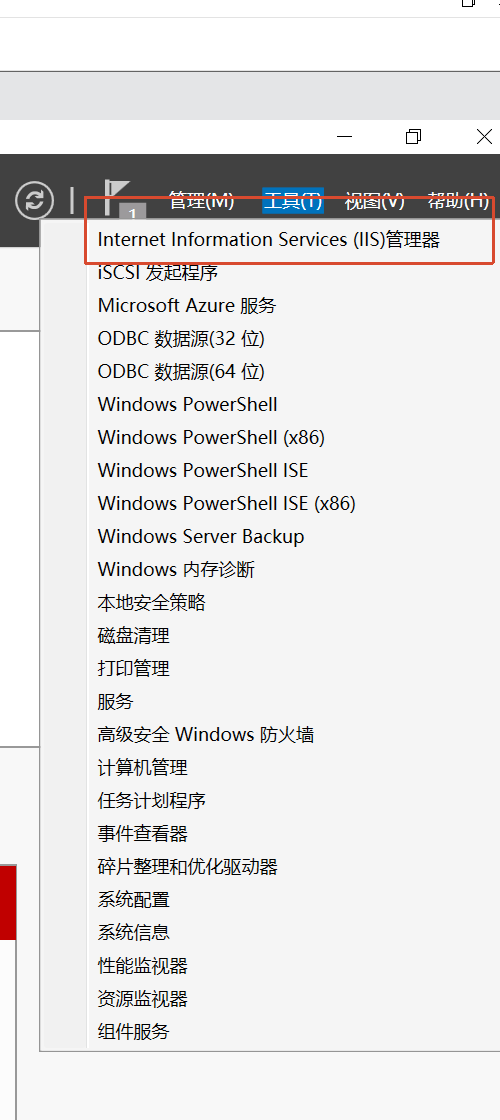 1
管理(M) 工具(T) 视图(V) 帮助(H)
Internet Information Services (IIS)管理器
iSCSI 发起程序
Microsoft Azure 服务
ODBC 数据源(32 位)
ODBC 数据源(64 位)
Windows PowerShell
Windows PowerShell (x86)
Windows PowerShell ISE
Windows PowerShell ISE (x86)
Windows Server Backup
Windows 内存诊断
本地安全策略
磁盘清理
打印管理
服务
高级安全 Windows 防火墙
计算机管理
任务计划程序
事件查看器
碎片整理和优化驱动器
系统配置
系统信息
性能监视器
资源监视器
组件服务